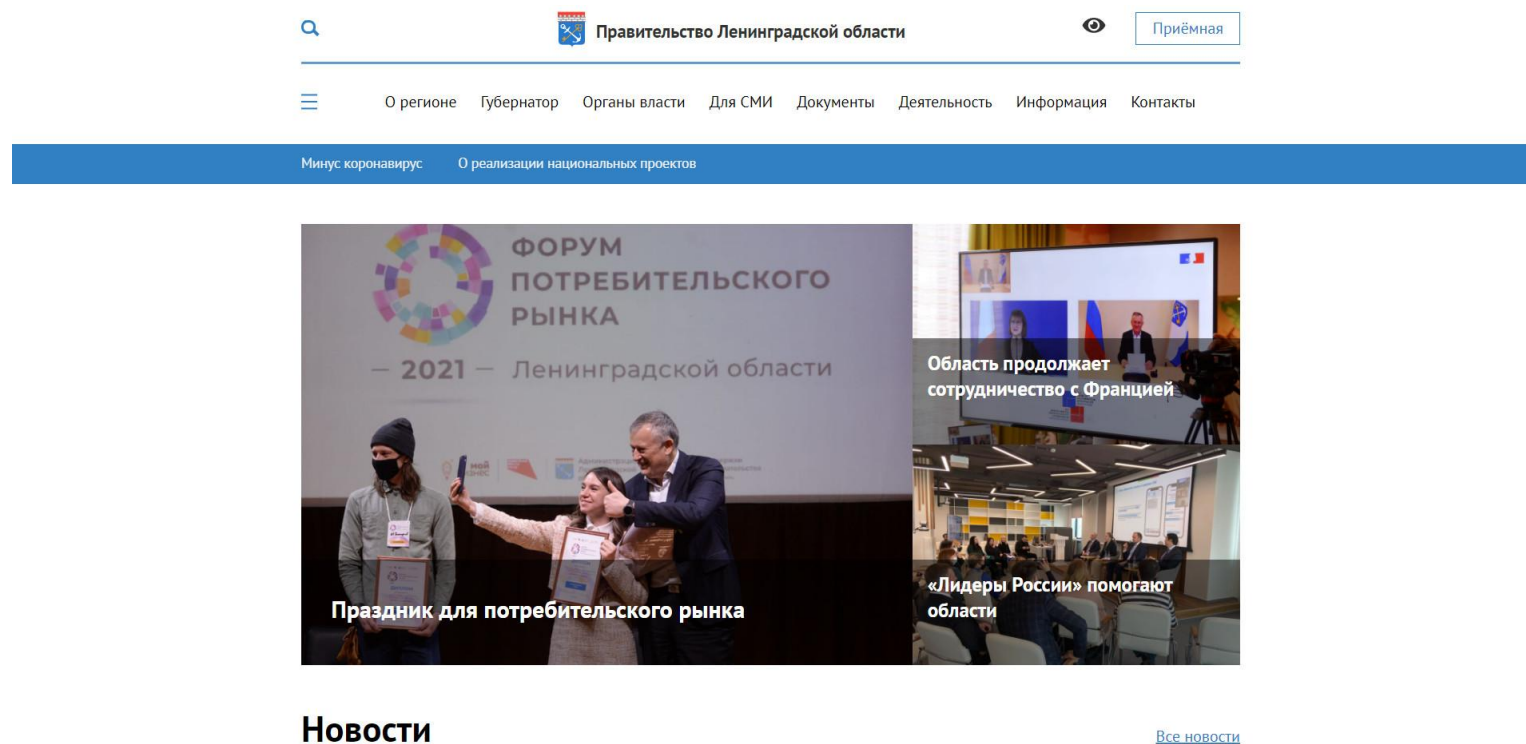 Правительство Ленинградской области
Приёмная
О регионе Губернатор Органы власти Для СМИ Документы Деятельность Информация Контакты
Минус коронавирус О реализации национальных проектов
ФОРУМ
ПОТРЕБИТЕЛЬСКОГО
РЫНКА
— 2021 — Ленинградской области
мой
бизнес
Праздник для потребительского рынка
Область продолжает
сотрудничество с Францией
«Лидеры России» помогают
области
Новости
Все новости